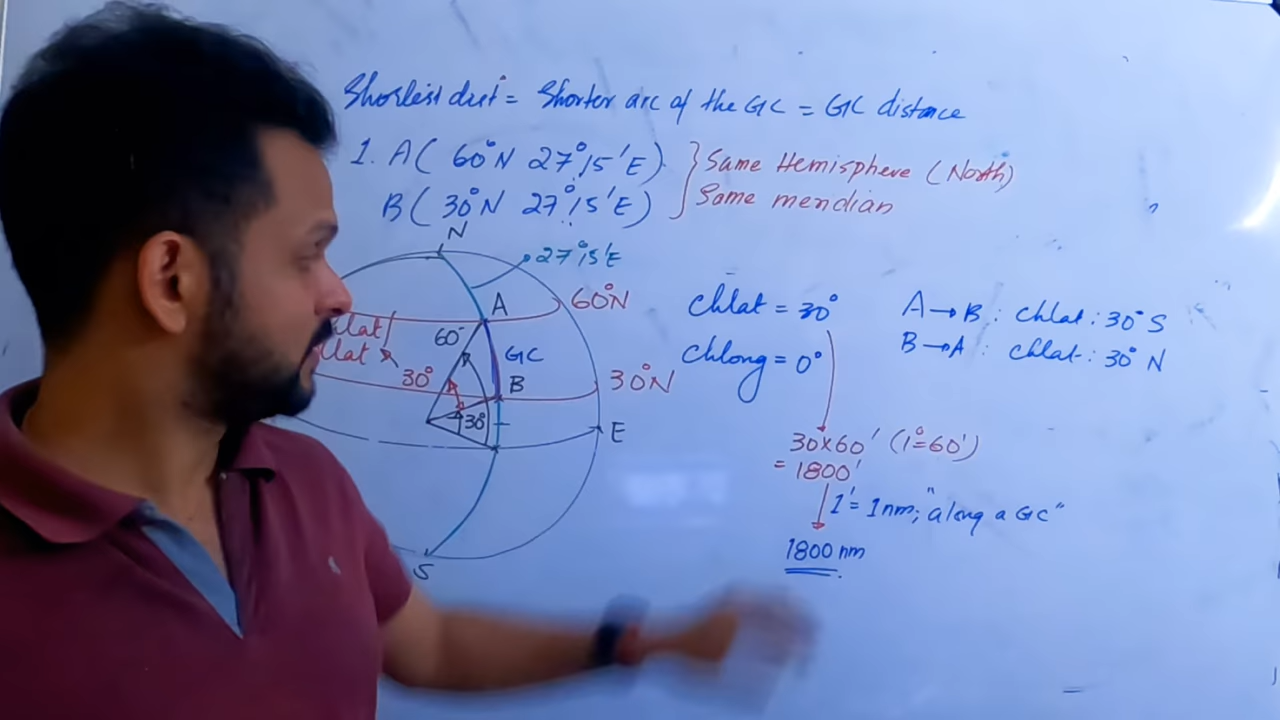 Shortest dist = Shorter arc of the GC = GC distance
1. A ( 60°N 27°15'E )
B ( 30°N 27°15'E )
} Same Hemisphere (North)
Same meridian
N
27°15'E
A
60°N
60°
GC
B
30°
30°N
30°
E
S
chlat = 30°
chlong = 0°
A → B : chlat : 30°S
B → A : chlat : 30°N
30×60' (1°=60')
= 1800'
1' = 1nm; "along a GC"
1800 nm